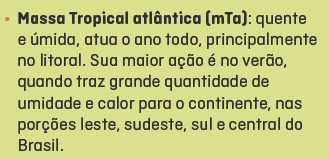 • Massa Tropical atlântica (mTa): quente
e úmida, atua o ano todo, principalmente
no litoral. Sua maior ação é no verão,
quando traz grande quantidade de
umidade e calor para o continente, nas
porções leste, sudeste, sul e central do
Brasil.